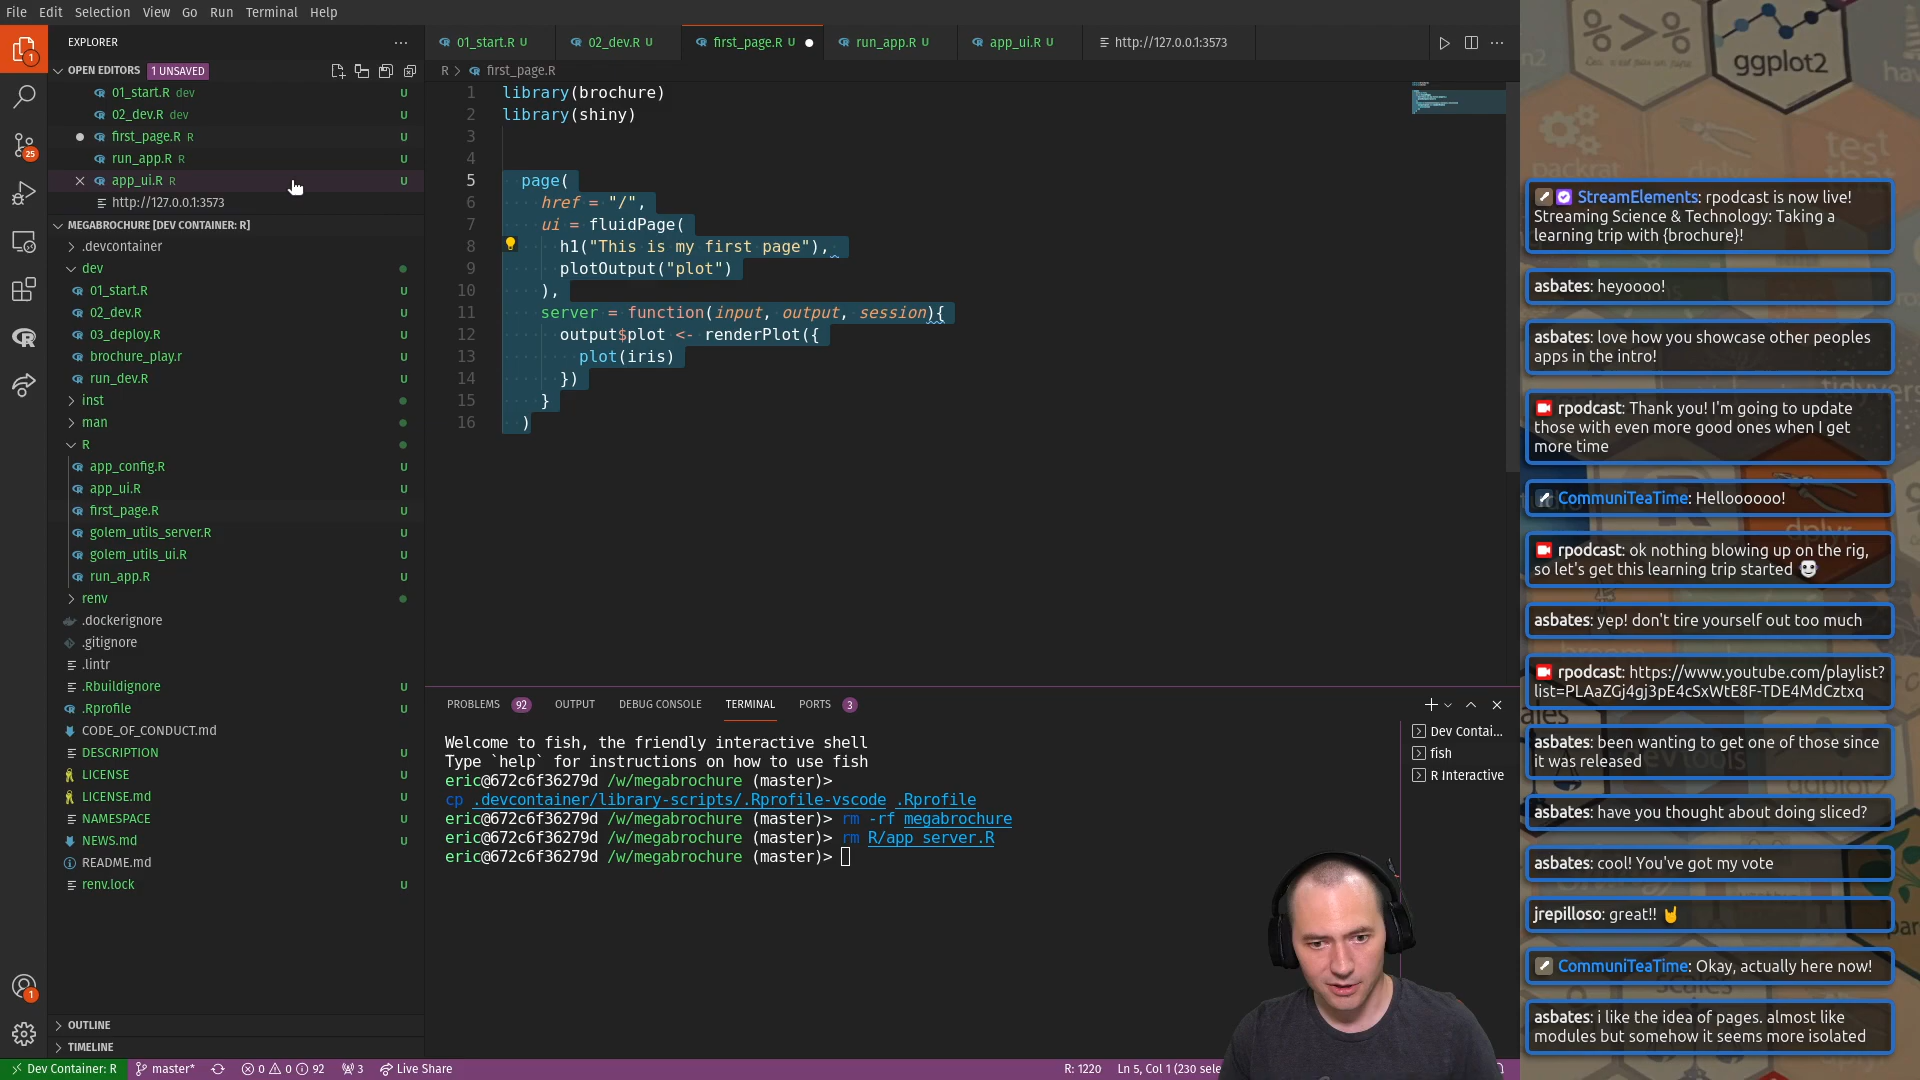 File Edit Selection View Go Run Terminal Help
EXPLORER
OPEN EDITORS 1 UNSAVED
01_start.R dev U
02_dev.R dev U
first_page.R R U
run_app.R R U
app_ui.R R U
http://127.0.0.1:3573
MEGABROCHURE [DEV CONTAINER: R]
.devcontainer
dev
01_start.R U
02_dev.R U
03_deploy.R U
brochure_play.r U
run_dev.R U
inst
man
R
app_config.R U
app_ui.R U
first_page.R U
golem_utils_server.R U
golem_utils_ui.R U
run_app.R U
renv
.dockerignore
.gitignore
.lintr
.Rbuildignore U
.Rprofile U
CODE_OF_CONDUCT.md
DESCRIPTION U
LICENSE U
LICENSE.md U
NAMESPACE U
NEWS.md U
README.md
renv.lock U
OUTLINE
TIMELINE
1
25
1
01_start.R U 02_dev.R U first_page.R U run_app.R U app_ui.R U http://127.0.0.1:3573
R > first_page.R
1 library(brochure)
2 library(shiny)
3
4
5 page(
6 href = "/",
7 ui = fluidPage(
8 h1("This is my first page"),
9 plotOutput("plot")
10 ),
11 server = function(input, output, session){
12 output$plot <- renderPlot({
13 plot(iris)
14 })
15 }
16 )
PROBLEMS 92 OUTPUT DEBUG CONSOLE TERMINAL PORTS 3
Welcome to fish, the friendly interactive shell
Type `help` for instructions on how to use fish
eric@672c6f36279d /w/megabrochure (master)>
cp .devcontainer/library-scripts/.Rprofile-vscode .Rprofile
eric@672c6f36279d /w/megabrochure (master)> rm -rf megabrochure
eric@672c6f36279d /w/megabrochure (master)> rm R/app_server.R
eric@672c6f36279d /w/megabrochure (master)>
Dev Contai...
fish
R Interactive
Dev Container: R master* 0 0 92 3 Live Share R: 1220 Ln 5, Col 1 (230 sele
ggplot2
packrat
test
that
dplyr
StreamElements: rpodcast is now live!
Streaming Science & Technology: Taking a
learning trip with {brochure}!
asbates: heyoooo!
asbates: love how you showcase other peoples
apps in the intro!
rpodcast: Thank you! I'm going to update
those with even more good ones when I get
more time
CommuniTeaTime: Helloooooo!
rpodcast: ok nothing blowing up on the rig,
so let's get this learning trip started
asbates: yep! don't tire yourself out too much
rpodcast: https://www.youtube.com/playlist?
list=PLAaZGj4gj3pE4cSxWtE8F-TDE4MdCztxq
asbates: been wanting to get one of those since
it was released
asbates: have you thought about doing sliced?
asbates: cool! You've got my vote
jrepilloso: great!! 🤘
CommuniTeaTime: Okay, actually here now!
asbates: i like the idea of pages. almost like
modules but somehow it seems more isolated